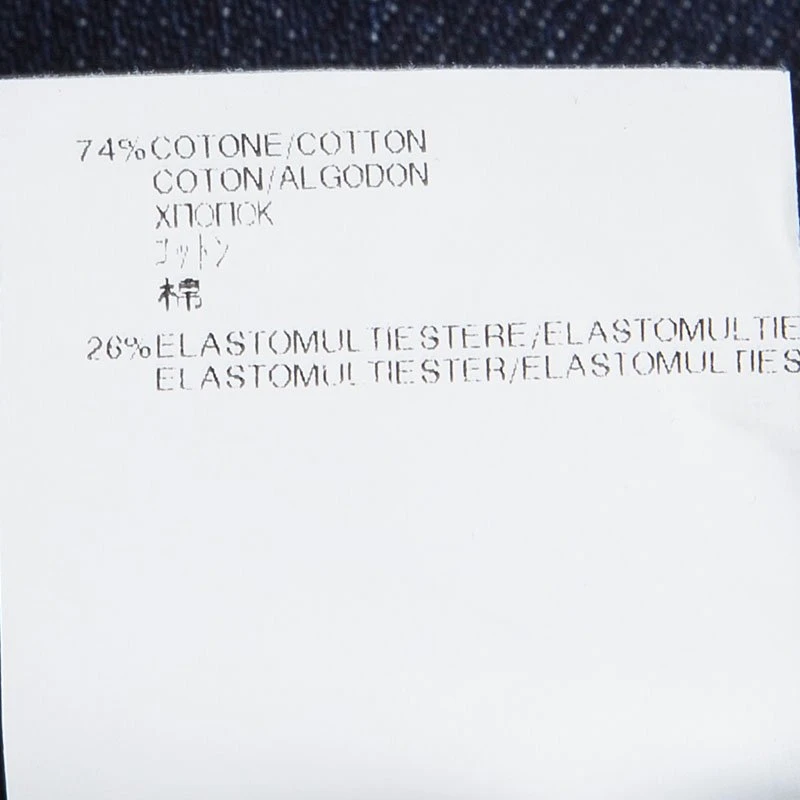 74% COTONE/COTTON
COTON/ALGODON
ХЛОПОК
コットン
棉
26% ELASTOMULTIESTERE/ELASTOMULTIE
ELASTOMULTIESTER/ELASTOMULTIES